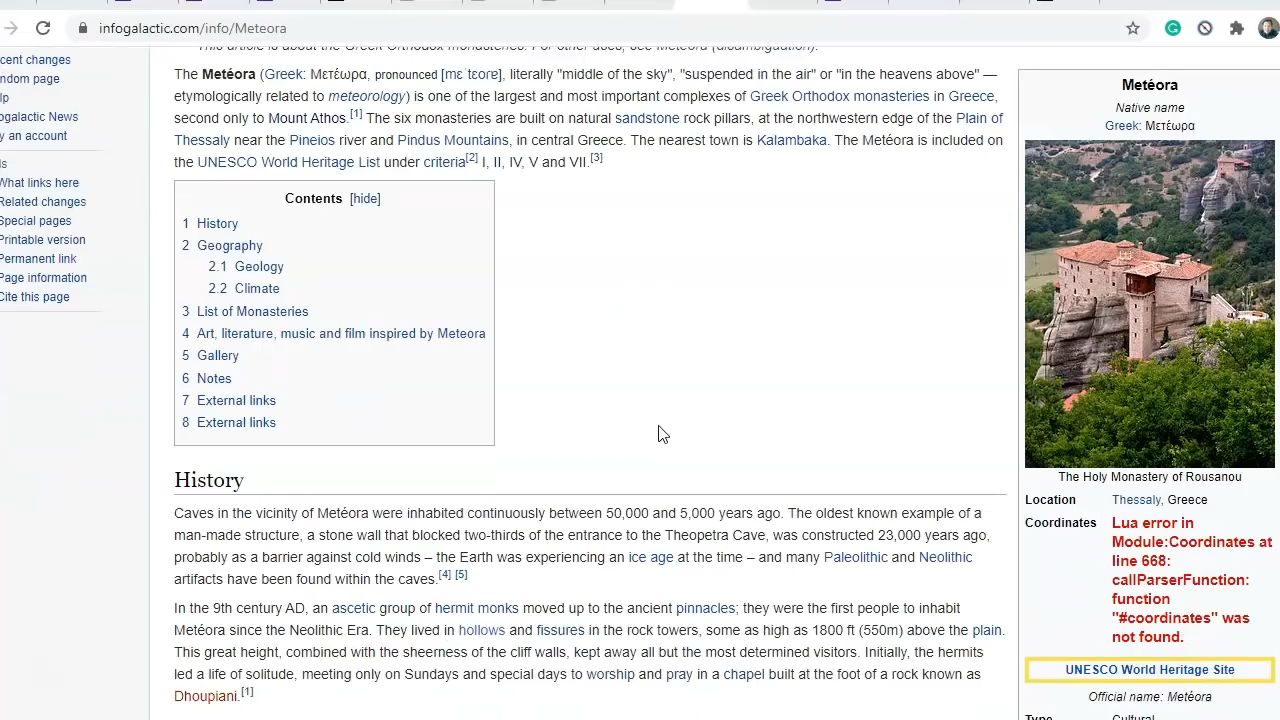 infogalactic.com/info/Meteora
This article is about the Greek Orthodox monasteries. For other uses, see Meteora (disambiguation).
cent changes
ndom page
lp
ogalactic News
y an account
ls
What links here
Related changes
Special pages
Printable version
Permanent link
Page information
Cite this page
The Metéora (Greek: Μετέωρα, pronounced [mɛˈtɛorɐ], literally "middle of the sky", "suspended in the air" or "in the heavens above" —
etymologically related to meteorology) is one of the largest and most important complexes of Greek Orthodox monasteries in Greece,
second only to Mount Athos.[1] The six monasteries are built on natural sandstone rock pillars, at the northwestern edge of the Plain of
Thessaly near the Pineios river and Pindus Mountains, in central Greece. The nearest town is Kalambaka. The Metéora is included on
the UNESCO World Heritage List under criteria[2] I, II, IV, V and VII.[3]
Contents [hide]
1 History
2 Geography
2.1 Geology
2.2 Climate
3 List of Monasteries
4 Art, literature, music and film inspired by Meteora
5 Gallery
6 Notes
7 External links
8 External links
History
Caves in the vicinity of Metéora were inhabited continuously between 50,000 and 5,000 years ago. The oldest known example of a
man-made structure, a stone wall that blocked two-thirds of the entrance to the Theopetra Cave, was constructed 23,000 years ago,
probably as a barrier against cold winds – the Earth was experiencing an ice age at the time – and many Paleolithic and Neolithic
artifacts have been found within the caves.[4] [5]
In the 9th century AD, an ascetic group of hermit monks moved up to the ancient pinnacles; they were the first people to inhabit
Metéora since the Neolithic Era. They lived in hollows and fissures in the rock towers, some as high as 1800 ft (550m) above the plain.
This great height, combined with the sheerness of the cliff walls, kept away all but the most determined visitors. Initially, the hermits
led a life of solitude, meeting only on Sundays and special days to worship and pray in a chapel built at the foot of a rock known as
Dhoupiani.[1]
Metéora
Native name
Greek: Μετέωρα
The Holy Monastery of Rousanou
Location Thessaly, Greece
Coordinates Lua error in
Module:Coordinates at
line 668:
callParserFunction:
function
"#coordinates" was
not found.
UNESCO World Heritage Site
Official name: Metéora
Type Cultural